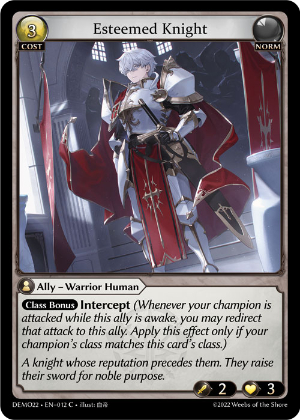 3
COST
Esteemed Knight
NORM
Ally – Warrior Human
Class Bonus Intercept (Whenever your champion is
attacked while this ally is awake, you may redirect
that attack to this ally. Apply this effect only if your
champion's class matches this card's class.)
A knight whose reputation precedes them. They raise
their sword for noble purpose.
2
3
DEMO22 • EN-012 C • illust:
©2022 Weebs of the Shore